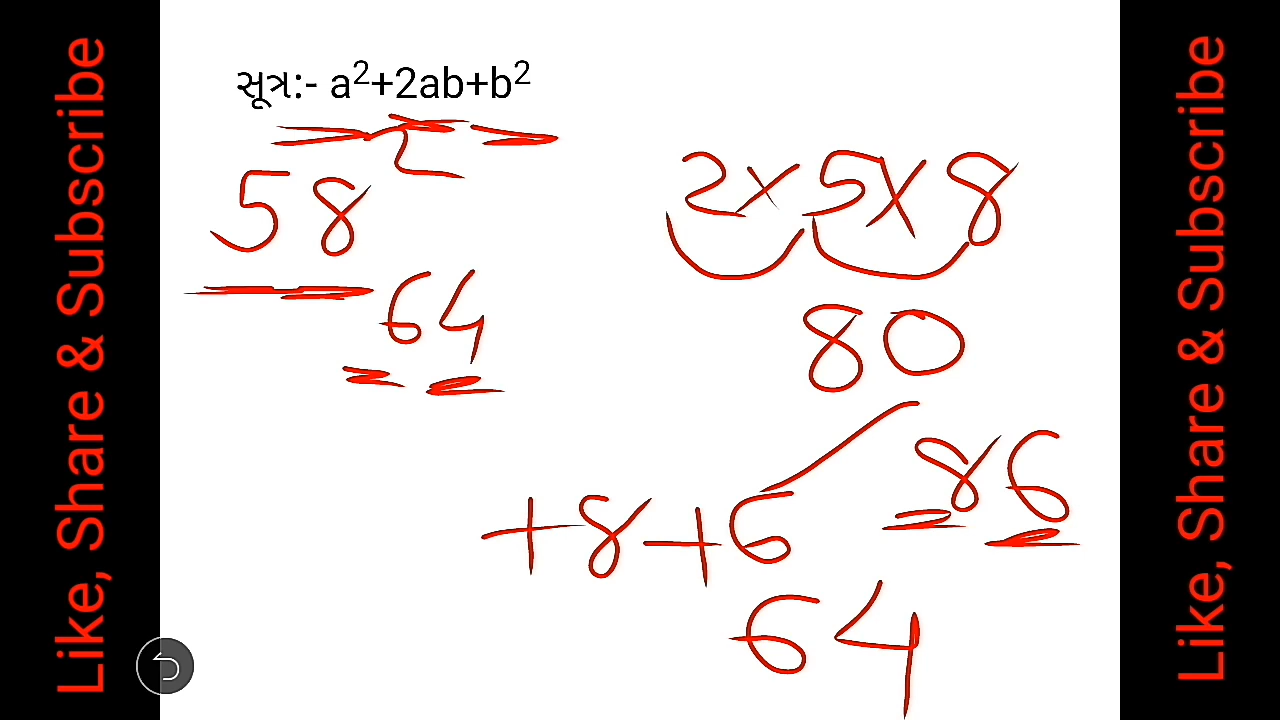 Like, Share & Subscribe
સૂત્ર:- a²+2ab+b²
2
58
64
2×5×8
80
86
+8+6
64
Like, Share & Subscribe